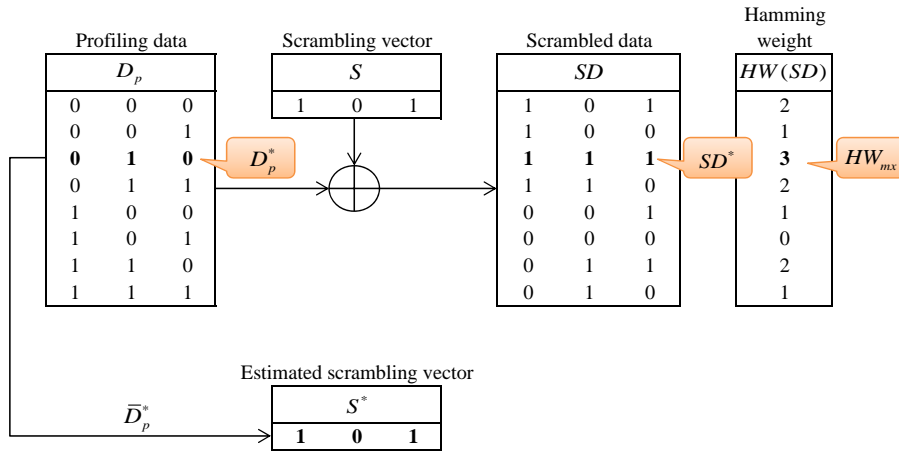 Hamming
Profiling data Scrambling vector Scrambled data weight
D_p S SD HW(SD)
0 0 0 1 0 1 1 0 1 2
0 0 1 1 0 0 1
0 1 0 D_p^* 1 1 1 SD^* 3 HW_{mx}
0 1 1 1 1 0 2
1 0 0 0 0 1 1
1 0 1 0 0 0 0
1 1 0 0 1 1 2
1 1 1 0 1 0 1
Estimated scrambling vector
S^*
D̅_p^*
1 0 1